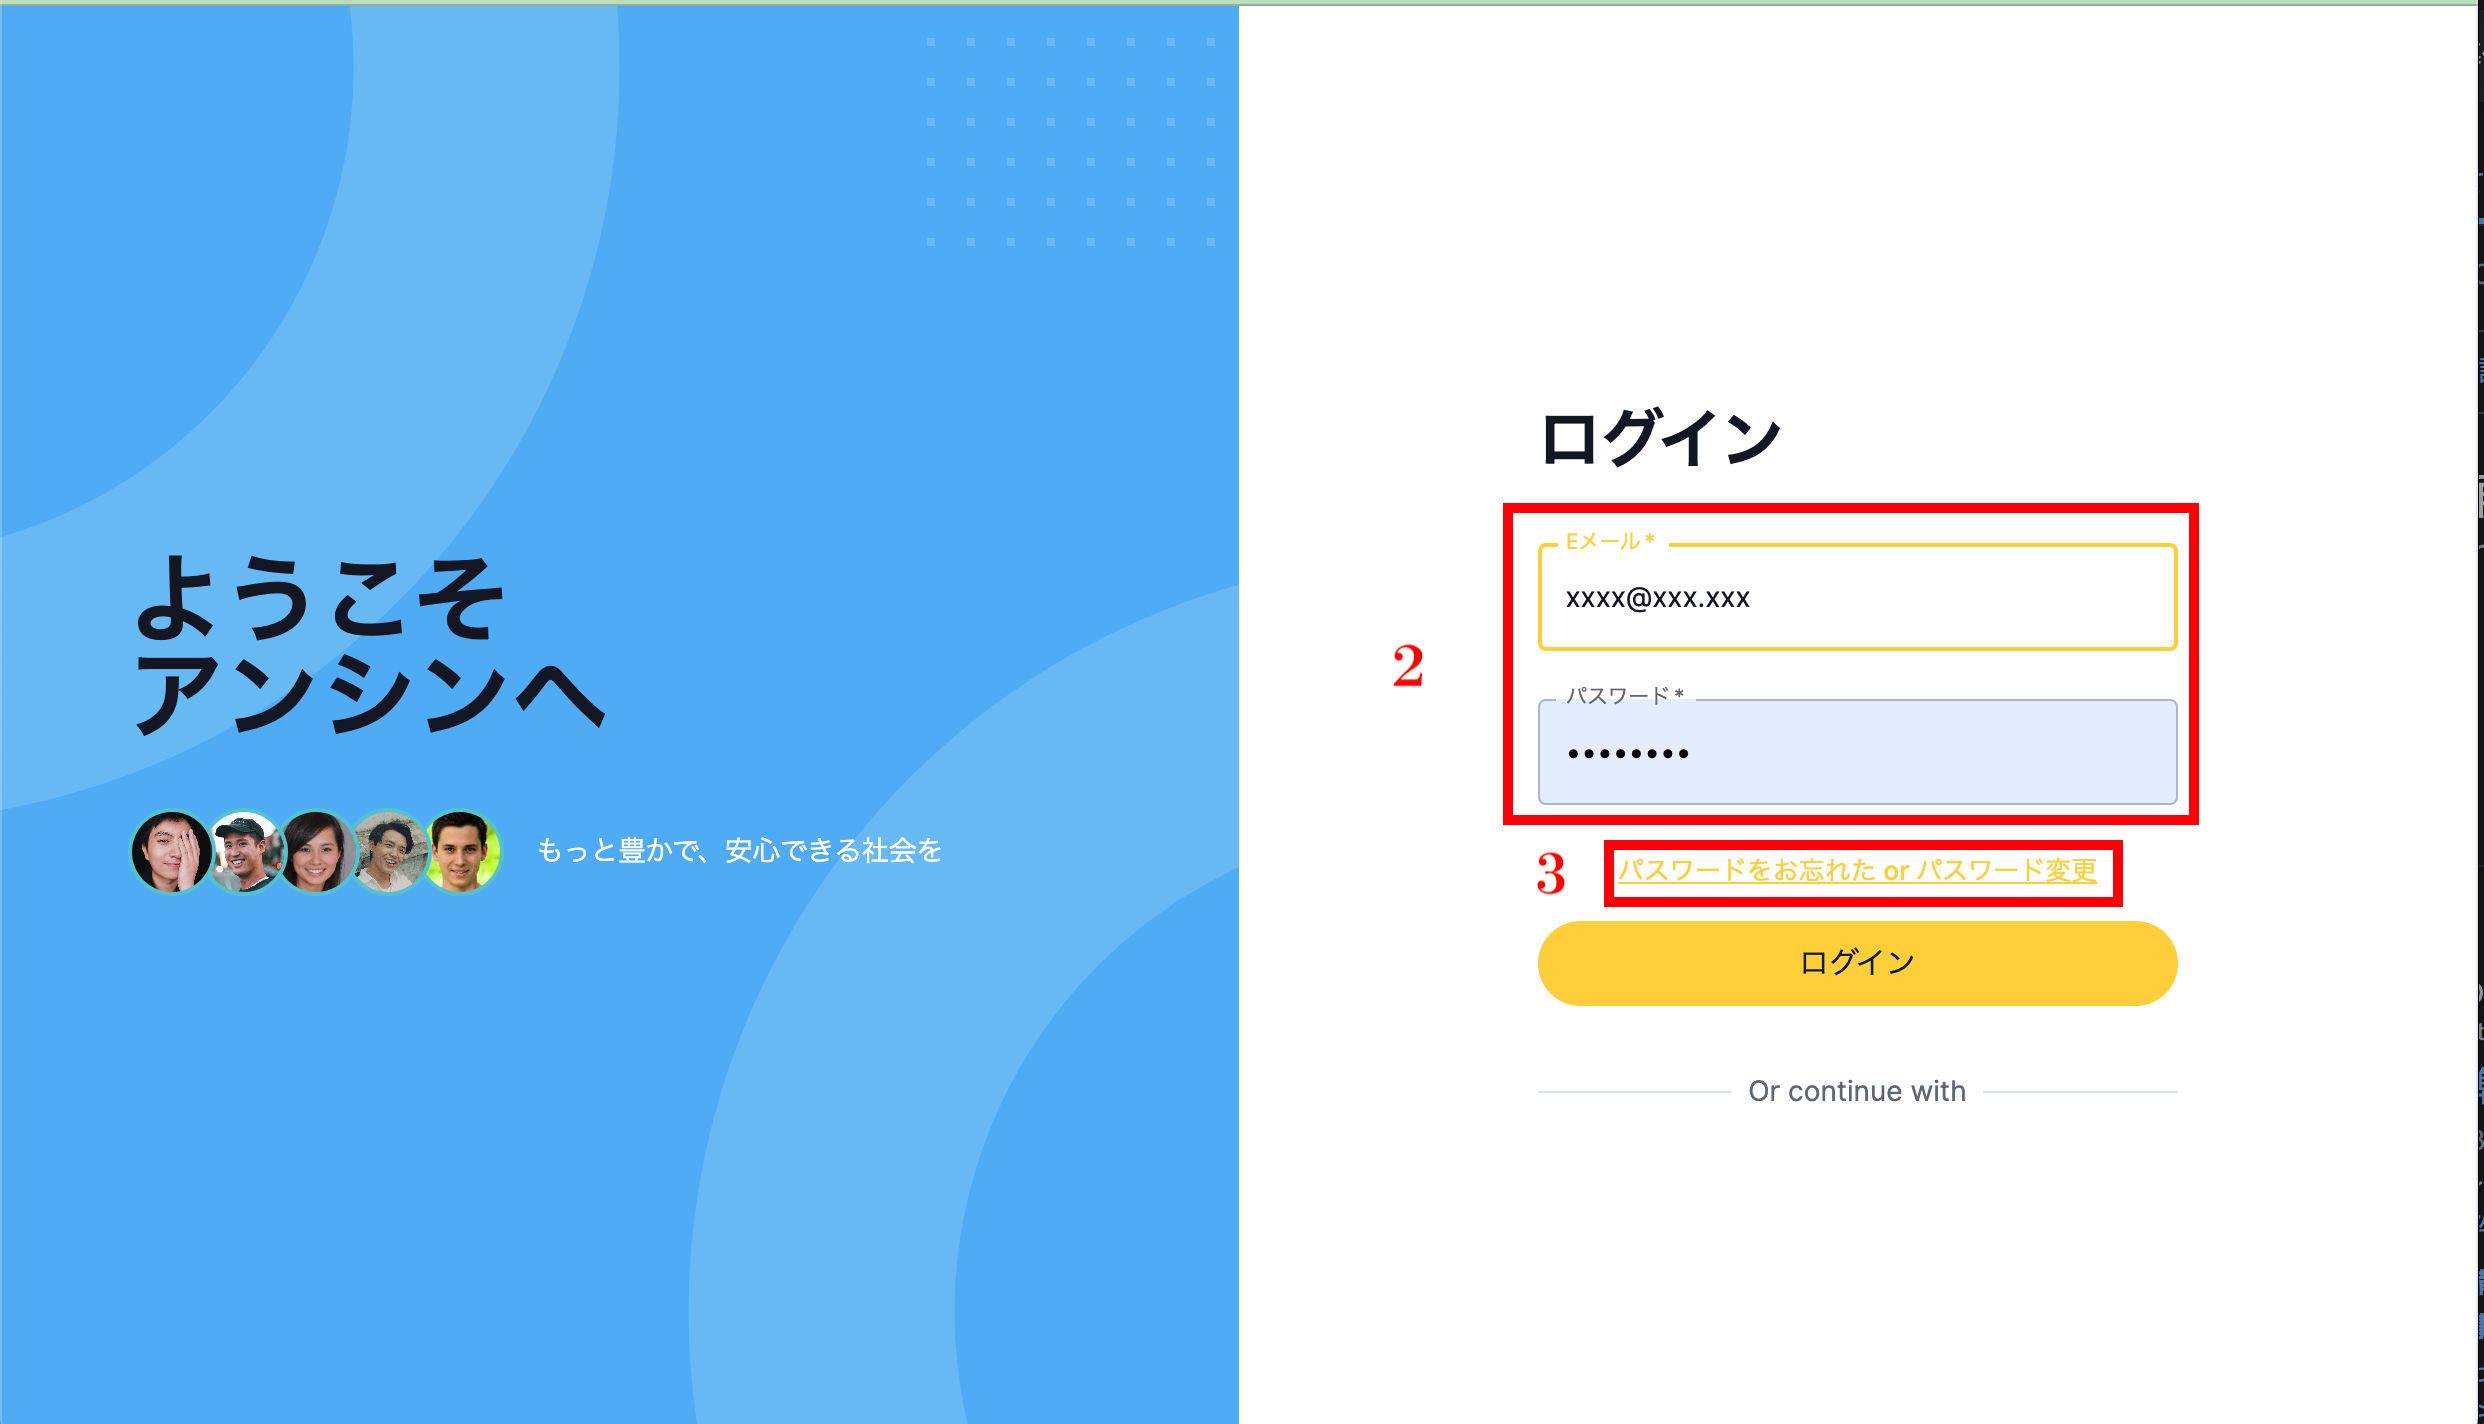 ようこそ
アンシンへ
もっと豊かで、安心できる社会を
ログイン
Eメール *
xxxx@xxx.xxx
2
パスワード *
••••••••
3
パスワードをお忘れた or パスワード変更
ログイン
Or continue with